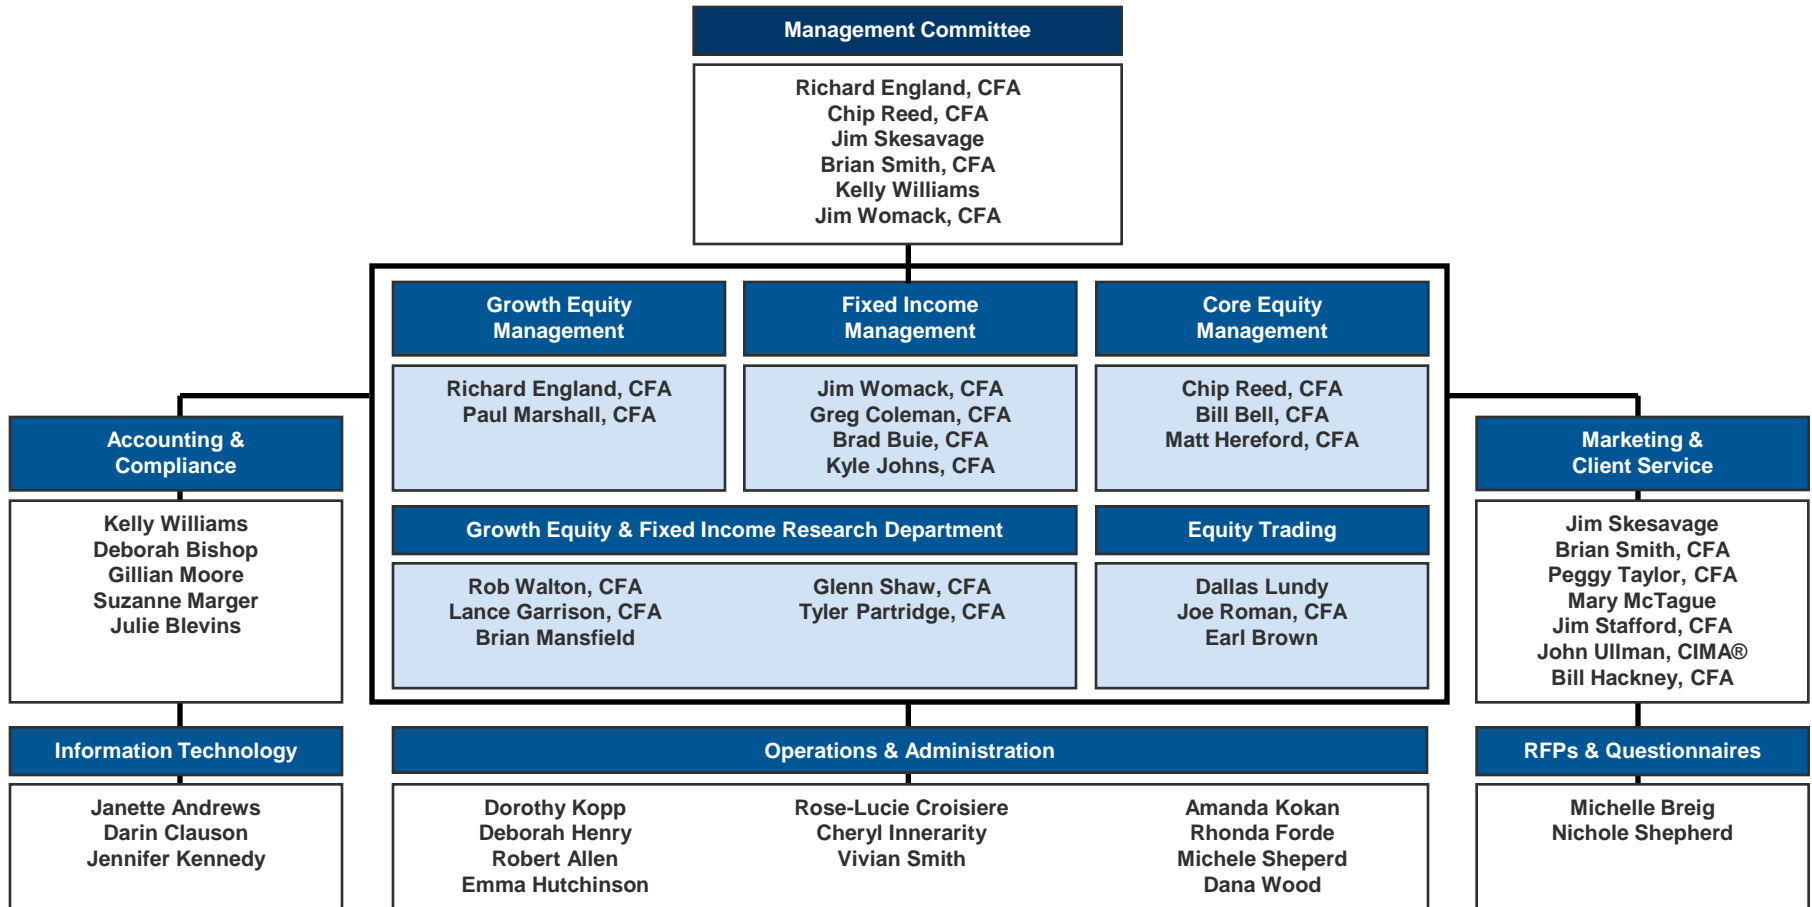 Management Committee
Richard England, CFA
Chip Reed, CFA
Jim Skesavage
Brian Smith, CFA
Kelly Williams
Jim Womack, CFA
Growth Equity
Management
Richard England, CFA
Paul Marshall, CFA
Fixed Income
Management
Jim Womack, CFA
Greg Coleman, CFA
Brad Buie, CFA
Kyle Johns, CFA
Core Equity
Management
Chip Reed, CFA
Bill Bell, CFA
Matt Hereford, CFA
Accounting &
Compliance
Kelly Williams
Deborah Bishop
Gillian Moore
Suzanne Marger
Julie Blevins
Growth Equity & Fixed Income Research Department
Rob Walton, CFA
Lance Garrison, CFA
Brian Mansfield
Glenn Shaw, CFA
Tyler Partridge, CFA
Equity Trading
Dallas Lundy
Joe Roman, CFA
Earl Brown
Marketing &
Client Service
Jim Skesavage
Brian Smith, CFA
Peggy Taylor, CFA
Mary McTague
Jim Stafford, CFA
John Ullman, CIMA®
Bill Hackney, CFA
Information Technology
Janette Andrews
Darin Clauson
Jennifer Kennedy
Operations & Administration
Dorothy Kopp
Deborah Henry
Robert Allen
Emma Hutchinson
Rose-Lucie Croisiere
Cheryl Innerarity
Vivian Smith
Amanda Kokan
Rhonda Forde
Michele Sheperd
Dana Wood
RFPs & Questionnaires
Michelle Breig
Nichole Shepherd